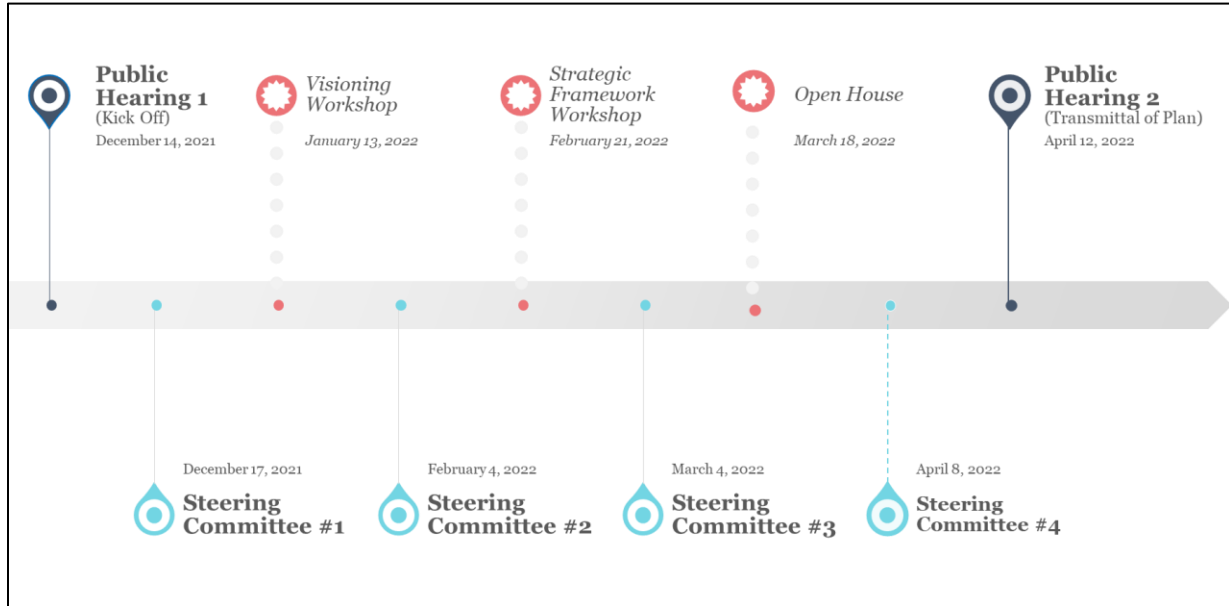 Public
Hearing 1
(Kick Off)
December 14, 2021
Visioning
Workshop
January 13, 2022
Strategic
Framework
Workshop
February 21, 2022
Open House
March 18, 2022
Public
Hearing 2
(Transmittal of Plan)
April 12, 2022
December 17, 2021
Steering
Committee #1
February 4, 2022
Steering
Committee #2
March 4, 2022
Steering
Committee #3
April 8, 2022
Steering
Committee #4